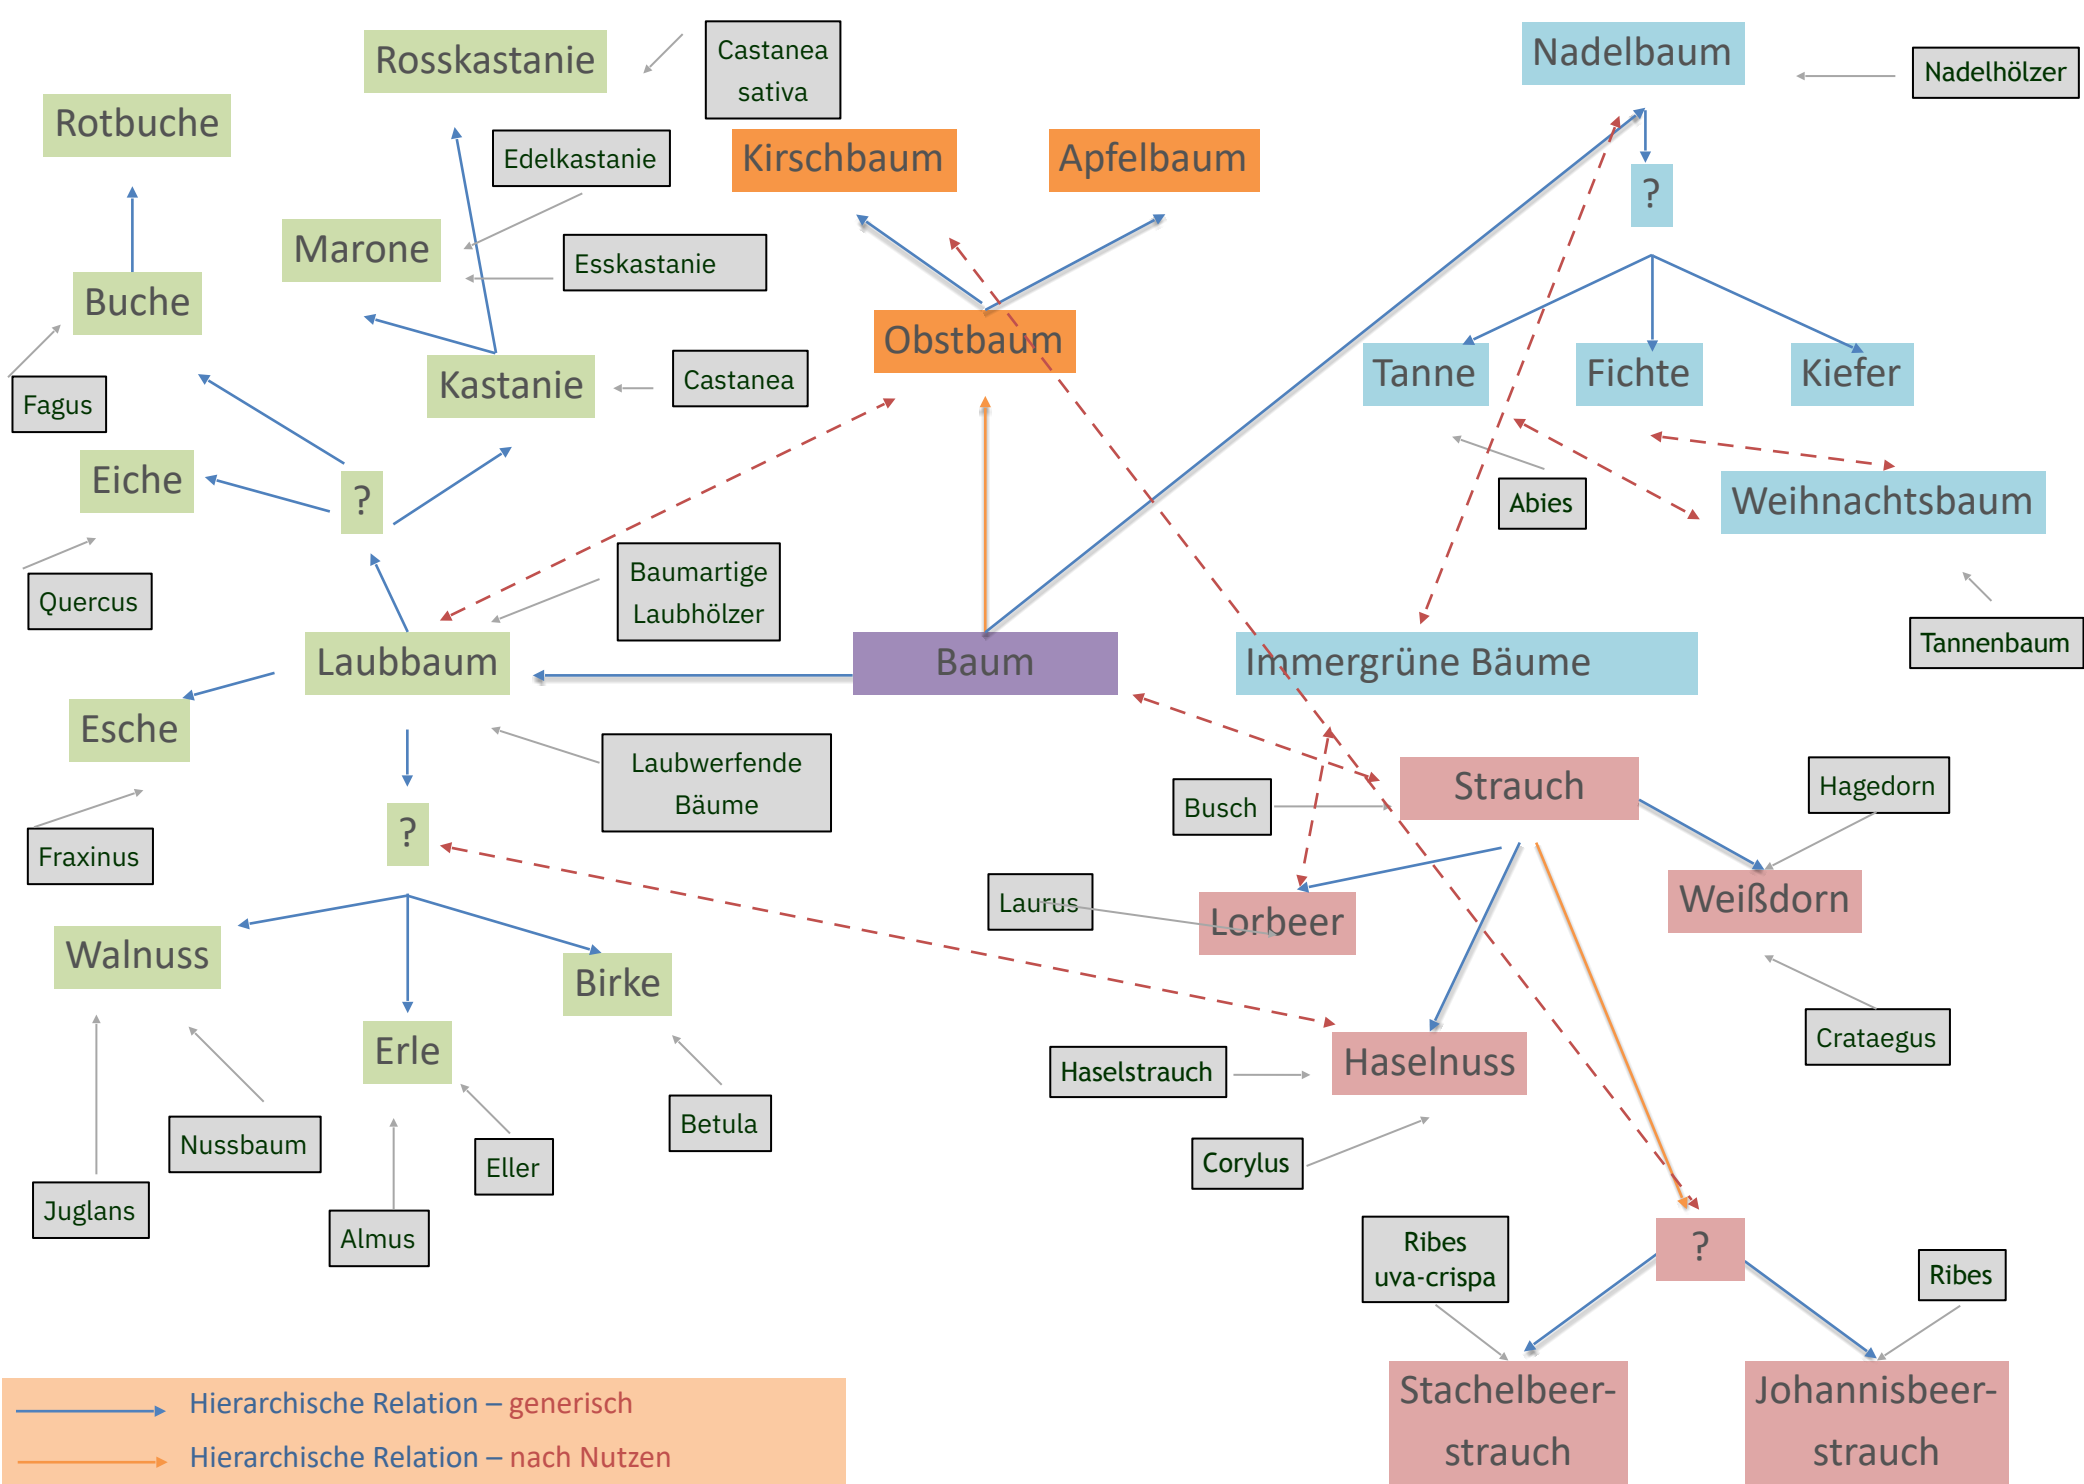 Rosskastanie
Castanea
sativa
Nadelbaum
Nadelhölzer
Rotbuche
Edelkastanie
Kirschbaum
Apfelbaum
?
Marone
Esskastanie
Buche
Obstbaum
Kastanie
Castanea
Tanne
Fichte
Kiefer
Fagus
Eiche
?
Abies
Weihnachtsbaum
Quercus
Baumartige
Laubhölzer
Tannenbaum
Laubbaum
Baum
Immergrüne Bäume
Esche
Laubwerfende
Bäume
Strauch
Hagedorn
Busch
?
Fraxinus
Laurus
Lorbeer
Weißdorn
Walnuss
Birke
Erle
Haselstrauch
Haselnuss
Crataegus
Nussbaum
Betula
Eller
Corylus
Juglans
Almus
Ribes
uva-crispa
?
Ribes
Stachelbeer-
strauch
Johannisbeer-
strauch
Hierarchische Relation – generisch
Hierarchische Relation – nach Nutzen